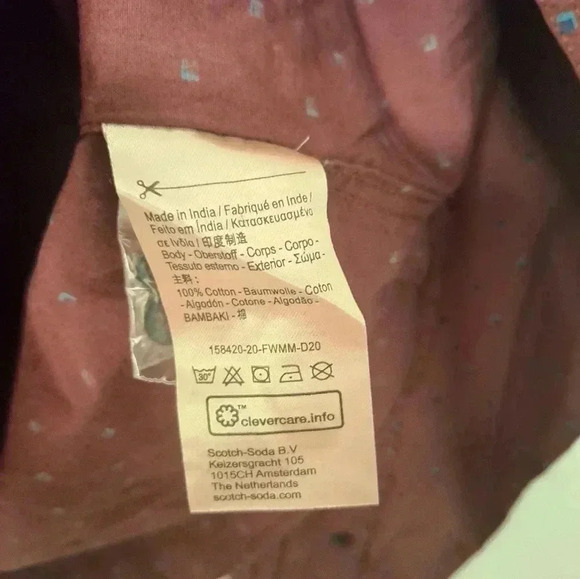 Made in India / Fabriqué en Inde /
Feito em Índia / Κατασκευασμένο
σε Ινδία / 印度制造
Body - Oberstoff - Corps - Corpo -
Tessuto esterno - Exterior - Σώμα -
主料：
100% Cotton - Baumwolle - Coton
- Algodón - Cotone - Algodão -
BAMBAKI - 棉
158420-20-FWMM-D20
30°
clevercare.info™
Scotch-Soda B.V
Keizersgracht 105
1015CH Amsterdam
The Netherlands
scotch-soda.com